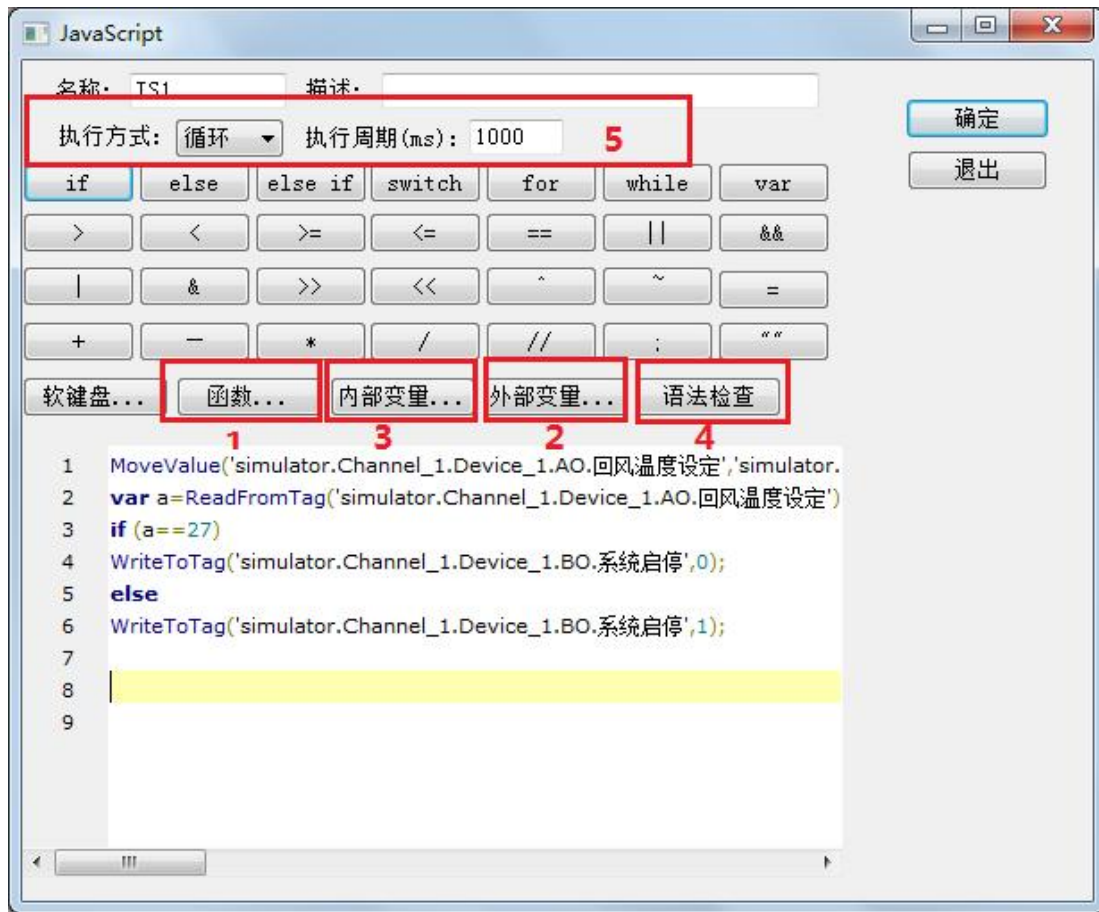 JavaScript
名称: TS1 描述:
执行方式: 循环 执行周期(ms): 1000 5
确定
退出
if else else if switch for while var
> < >= <= == || &&
| & >> << ^ ~ =
+ - * / // ; ""
软键盘... 函数... 内部变量... 外部变量... 语法检查
1 3 2 4
1 MoveValue('simulator.Channel_1.Device_1.AO.回风温度设定','simulator.
2 var a=ReadFromTag('simulator.Channel_1.Device_1.AO.回风温度设定')
3 if (a==27)
4 WriteToTag('simulator.Channel_1.Device_1.BO.系统启停',0);
5 else
6 WriteToTag('simulator.Channel_1.Device_1.BO.系统启停',1);
7
8
9